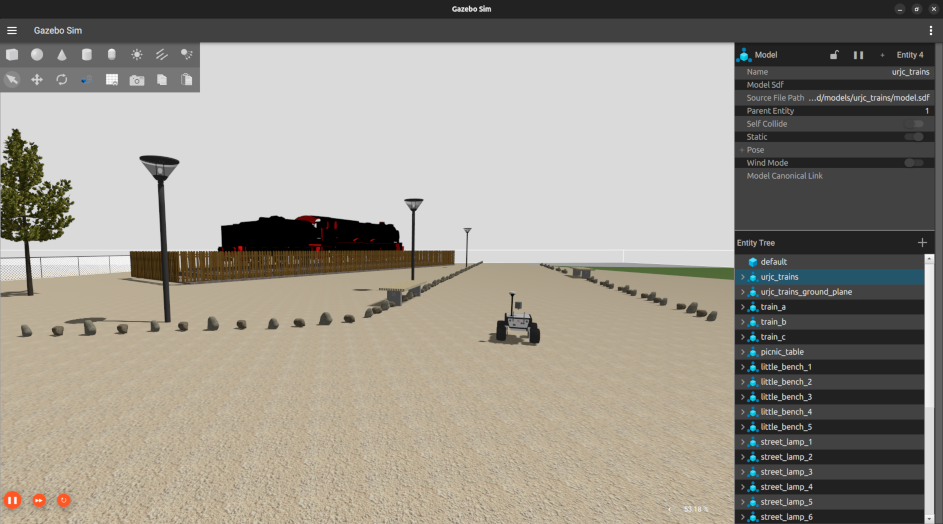 Gazebo Sim
Gazebo Sim
Model
Entity 4
Name urjc_trains
Model Sdf
Source File Path ...d/models/urjc_trains/model.sdf
Parent Entity 1
Self Collide
Static
Pose
Wind Mode
Model Canonical Link
Entity Tree
default
urjc_trains
urjc_trains_ground_plane
train_a
train_b
train_c
picnic_table
little_bench_1
little_bench_2
little_bench_3
little_bench_4
little_bench_5
street_lamp_1
street_lamp_2
street_lamp_3
street_lamp_4
street_lamp_5
street_lamp_6
53.18 %